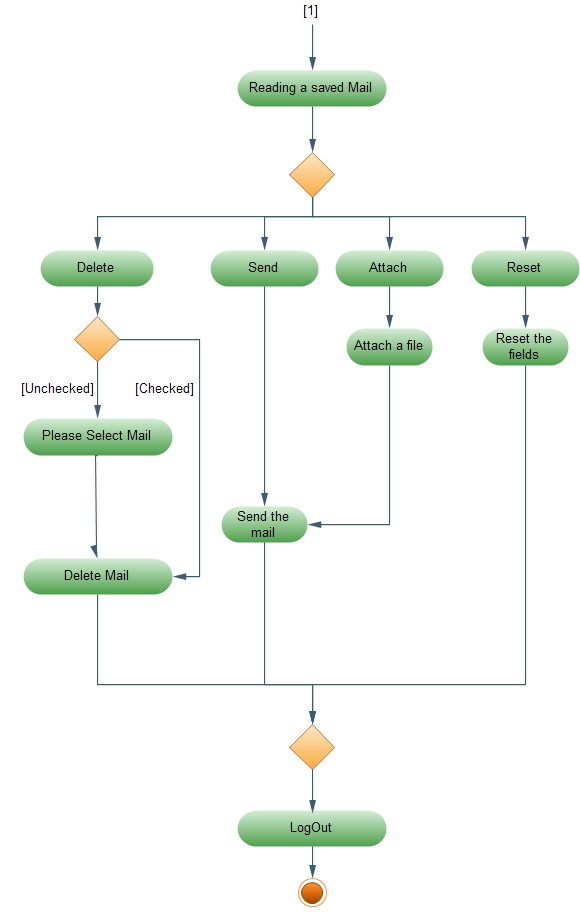 [1]
Reading a saved Mail
Delete
Send
Attach
Reset
Attach a file
Reset the
fields
[Unchecked]
[Checked]
Please Select Mail
Send the
mail
Delete Mail
LogOut